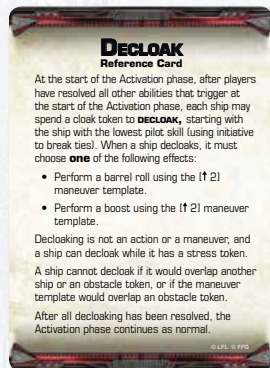 DECLOAK
Reference Card
At the start of the Activation phase, after players
have resolved all other abilities that trigger at
the start of the Activation phase, each ship may
spend a cloak token to DECLOAK, starting with
the ship with the lowest pilot skill (using initiative
to break ties). When a ship decloaks, it must
choose one of the following effects:
• Perform a barrel roll using the [↑ 2]
maneuver template.
• Perform a boost using the [↑ 2] maneuver
template.
Decloaking is not an action or a maneuver, and
a ship can decloak while it has a stress token.
A ship cannot decloak if it would overlap another
ship or an obstacle token, or if the maneuver
template would overlap an obstacle token.
After all decloaking has been resolved, the
Activation phase continues as normal.
© LFL © FFG